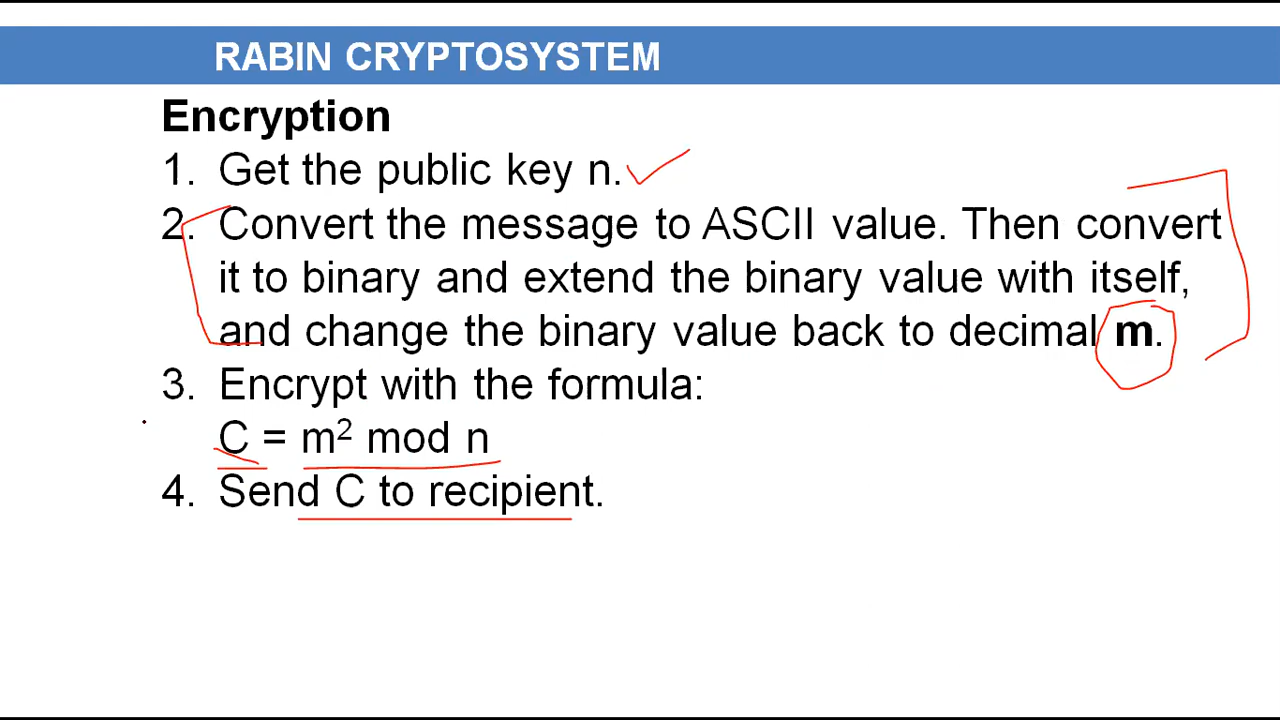 RABIN CRYPTOSYSTEM
Encryption
1. Get the public key n.
2. Convert the message to ASCII value. Then convert
it to binary and extend the binary value with itself,
and change the binary value back to decimal m.
3. Encrypt with the formula:
C = m² mod n
4. Send C to recipient.